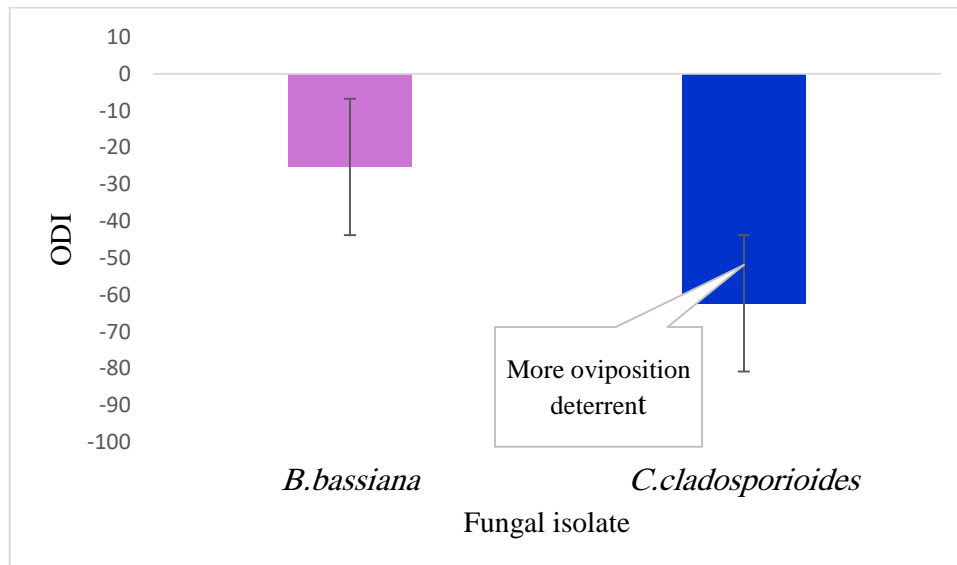 10
0
-10
-20
-30
-40
-50
-60
-70
-80
-90
-100
ODI
More oviposition
deterrent
B.bassiana
C.cladosporioides
Fungal isolate